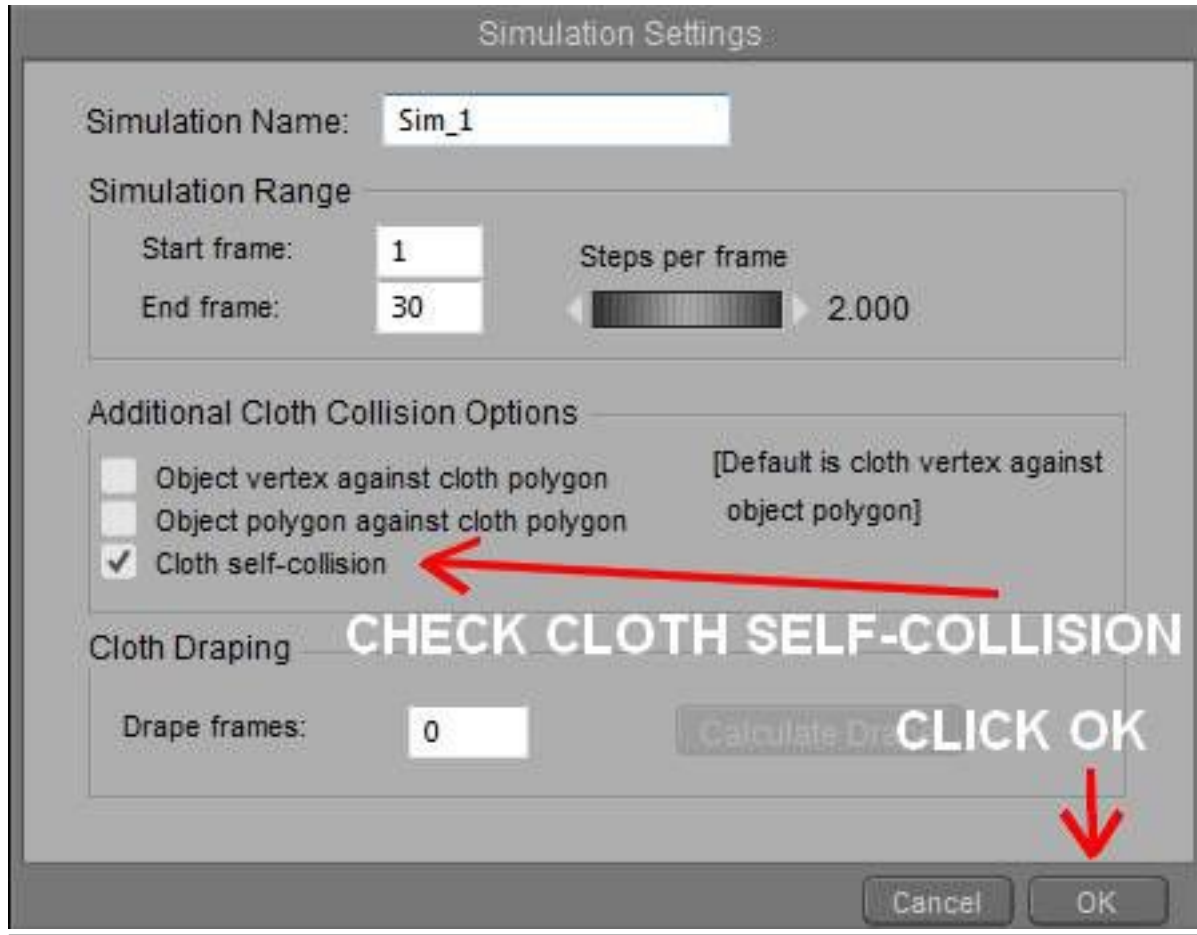 Simulation Settings
Simulation Name: Sim_1
Simulation Range
Start frame: 1
Steps per frame
End frame: 30
2.000
Additional Cloth Collision Options
[Default is cloth vertex against
object polygon]
Object vertex against cloth polygon
Object polygon against cloth polygon
Cloth self-collision
CHECK CLOTH SELF-COLLISION
Cloth Draping
Drape frames: 0
Calculate
CLICK OK
Cancel
OK